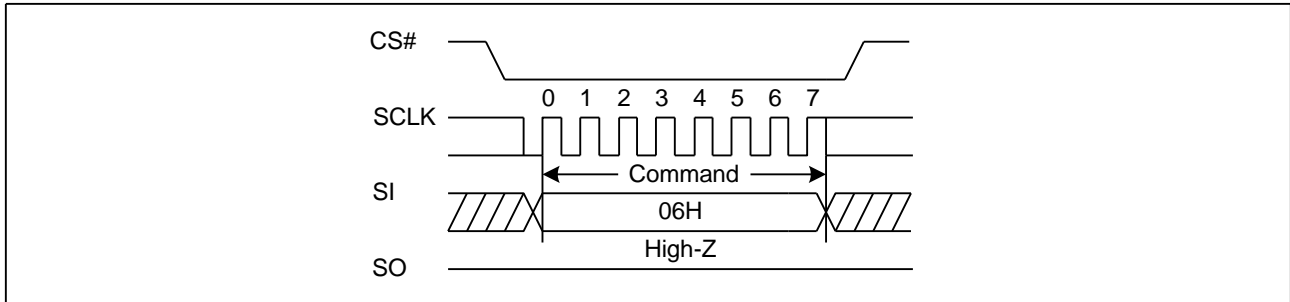 CS#
0 1 2 3 4 5 6 7
SCLK
Command
SI
06H
High-Z
SO